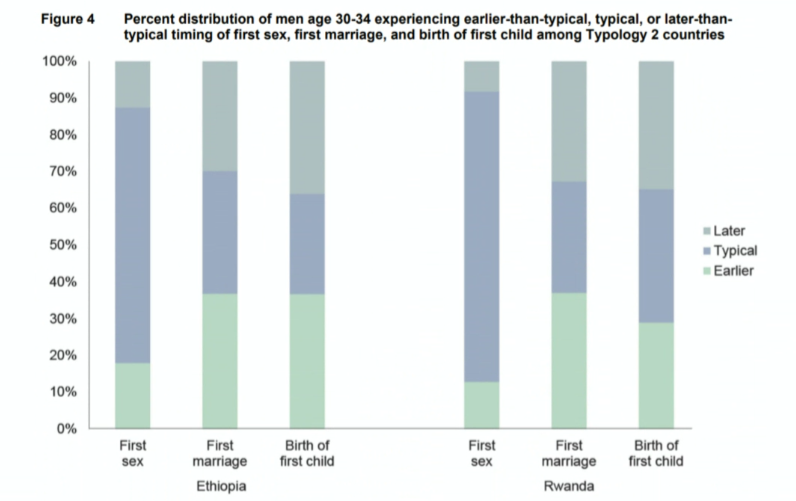 Figure 4 Percent distribution of men age 30-34 experiencing earlier-than-typical, typical, or later-than-
typical timing of first sex, first marriage, and birth of first child among Typology 2 countries
100%
90%
80%
70%
60%
50%
40%
30%
20%
10%
0%
Later
Typical
Earlier
First
sex
First
marriage
Birth of
first child
First
sex
First
marriage
Birth of
first child
Ethiopia
Rwanda